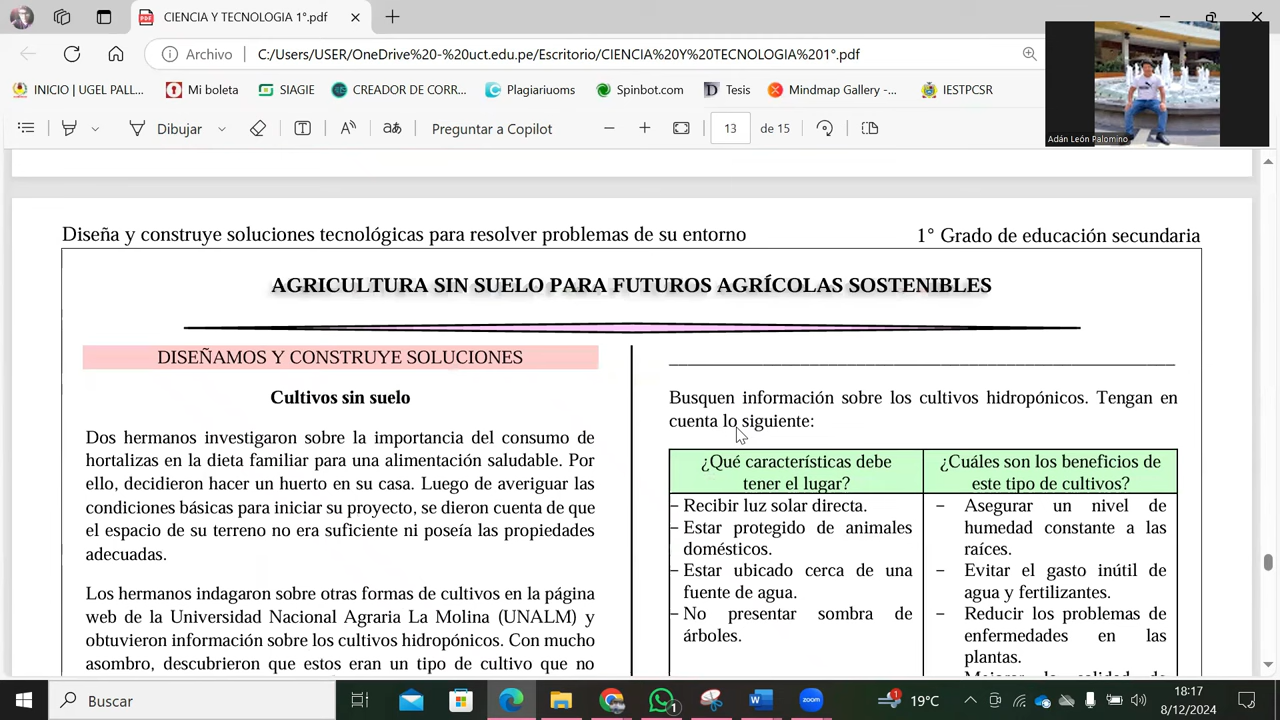 CIENCIA Y TECNOLOGIA 1°.pdf
Archivo
C:/Users/USER/OneDrive%20-%20uct.edu.pe/Escritorio/CIENCIA%20Y%20TECNOLOGIA%201°.pdf
INICIO | UGEL PALL...
Mi boleta
SIAGIE
CREADOR DE CORR...
Plagiariuoms
Spinbot.com
Tesis
Mindmap Gallery -...
IESTPCSR
Dibujar
Preguntar a Copilot
13
de 15
Adán León Palomino
Diseña y construye soluciones tecnológicas para resolver problemas de su entorno
1° Grado de educación secundaria
AGRICULTURA SIN SUELO PARA FUTUROS AGRÍCOLAS SOSTENIBLES
DISEÑAMOS Y CONSTRUYE SOLUCIONES
Cultivos sin suelo
Dos hermanos investigaron sobre la importancia del consumo de
hortalizas en la dieta familiar para una alimentación saludable. Por
ello, decidieron hacer un huerto en su casa. Luego de averiguar las
condiciones básicas para iniciar su proyecto, se dieron cuenta de que
el espacio de su terreno no era suficiente ni poseía las propiedades
adecuadas.
Los hermanos indagaron sobre otras formas de cultivos en la página
web de la Universidad Nacional Agraria La Molina (UNALM) y
obtuvieron información sobre los cultivos hidropónicos. Con mucho
asombro, descubrieron que estos eran un tipo de cultivo que no
Busquen información sobre los cultivos hidropónicos. Tengan en
cuenta lo siguiente:
¿Qué características debe
tener el lugar?
− Recibir luz solar directa.
− Estar protegido de animales
domésticos.
− Estar ubicado cerca de una
fuente de agua.
− No presentar sombra de
árboles.
¿Cuáles son los beneficios de
este tipo de cultivos?
− Asegurar un nivel de
humedad constante a las
raíces.
− Evitar el gasto inútil de
agua y fertilizantes.
− Reducir los problemas de
enfermedades en las
plantas.
Buscar
1
W
zoom
1
19°C
18:17
8/12/2024